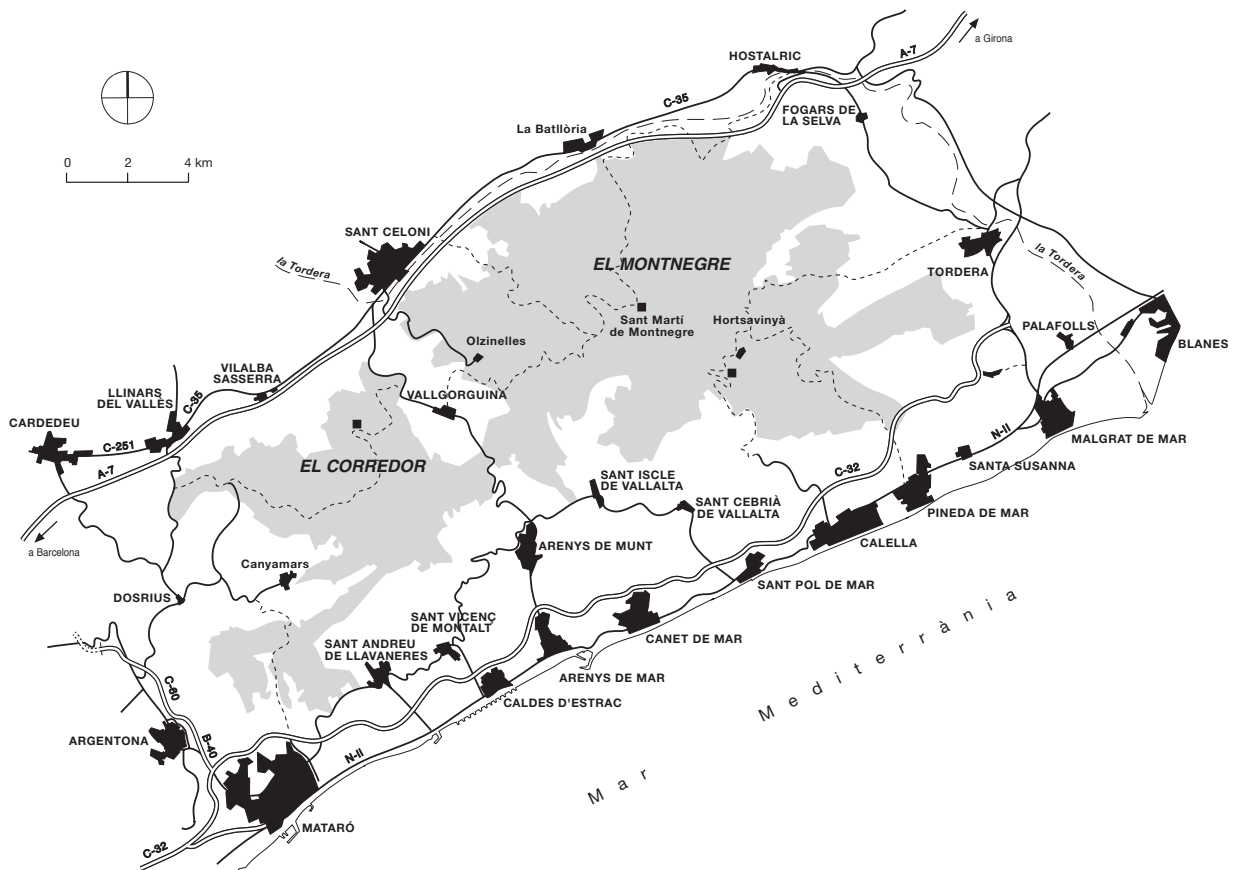 a Girona
A-7
HOSTALRIC
C-35
FOGARS DE
LA SELVA
La Batllòria
0 2 4 km
SANT CELONI
la Tordera
EL MONTNEGRE
TORDERA
la Tordera
Sant Martí
de Montnegre
Hortsavinyà
PALAFOLLS
BLANES
Olzinelles
VILALBA
SASSERRA
LLINARS
DEL VALLÈS
C-35
VALLGORGUINA
CARDEDEU
C-251
A-7
EL CORREDOR
N-II
MALGRAT DE MAR
SANTA SUSANNA
C-32
SANT ISCLE
DE VALLALTA
SANT CEBRIÀ
DE VALLALTA
PINEDA DE MAR
a Barcelona
ARENYS DE MUNT
CALELLA
Canyamars
SANT POL DE MAR
DOSRIUS
SANT VICENÇ
DE MONTALT
CANET DE MAR
SANT ANDREU
DE LLAVANERES
ARENYS DE MAR
C-60
CALDES D'ESTRAC
ARGENTONA
B-40
N-II
Mar Mediterrània
MATARÓ
C-32